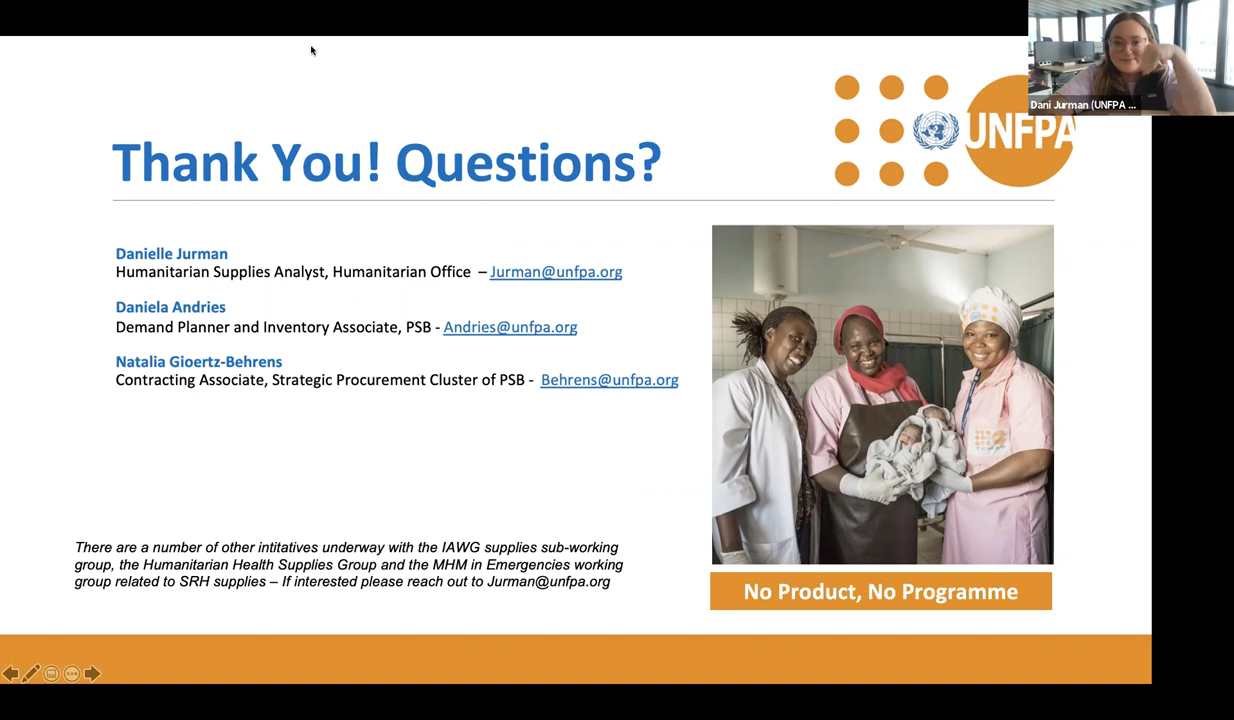 Dani Jurman (UNFPA ...
UNFPA
Thank You! Questions?
Danielle Jurman
Humanitarian Supplies Analyst, Humanitarian Office – Jurman@unfpa.org
Daniela Andries
Demand Planner and Inventory Associate, PSB - Andries@unfpa.org
Natalia Gioertz-Behrens
Contracting Associate, Strategic Procurement Cluster of PSB - Behrens@unfpa.org
There are a number of other intitatives underway with the IAWG supplies sub-working
group, the Humanitarian Health Supplies Group and the MHM in Emergencies working
group related to SRH supplies – If interested please reach out to Jurman@unfpa.org
No Product, No Programme